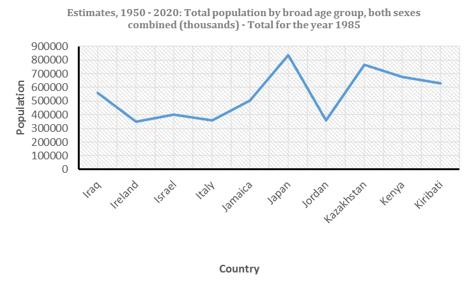 Estimates, 1950 - 2020: Total population by broad age group, both sexes
combined (thousands) - Total for the year 1985
900000
800000
700000
600000
500000
400000
300000
200000
100000
0
Population
Iraq
Ireland
Israel
Italy
Jamaica
Japan
Jordan
Kazakhstan
Kenya
Kiribati
Country